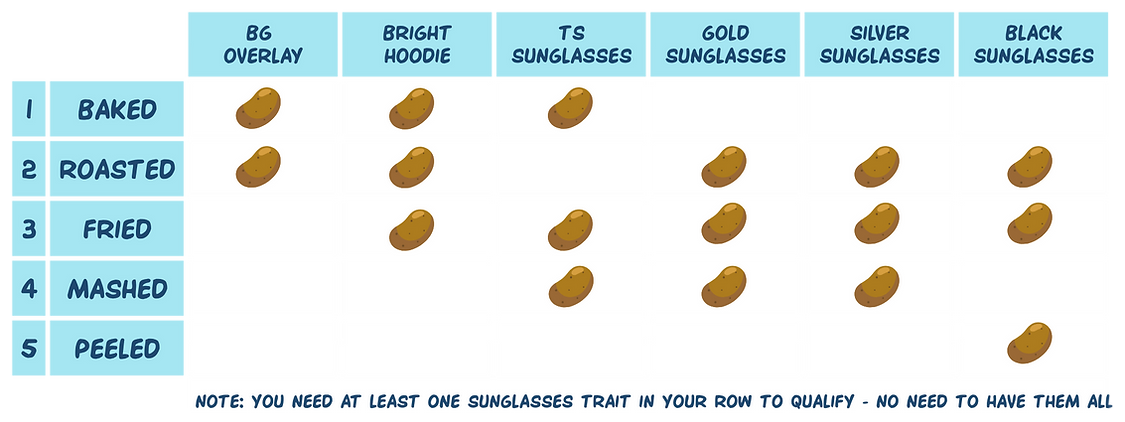 BG OVERLAY
BRIGHT HOODIE
TS SUNGLASSES
GOLD SUNGLASSES
SILVER SUNGLASSES
BLACK SUNGLASSES
1 BAKED
2 ROASTED
3 FRIED
4 MASHED
5 PEELED
NOTE: YOU NEED AT LEAST ONE SUNGLASSES TRAIT IN YOUR ROW TO QUALIFY - NO NEED TO HAVE THEM ALL